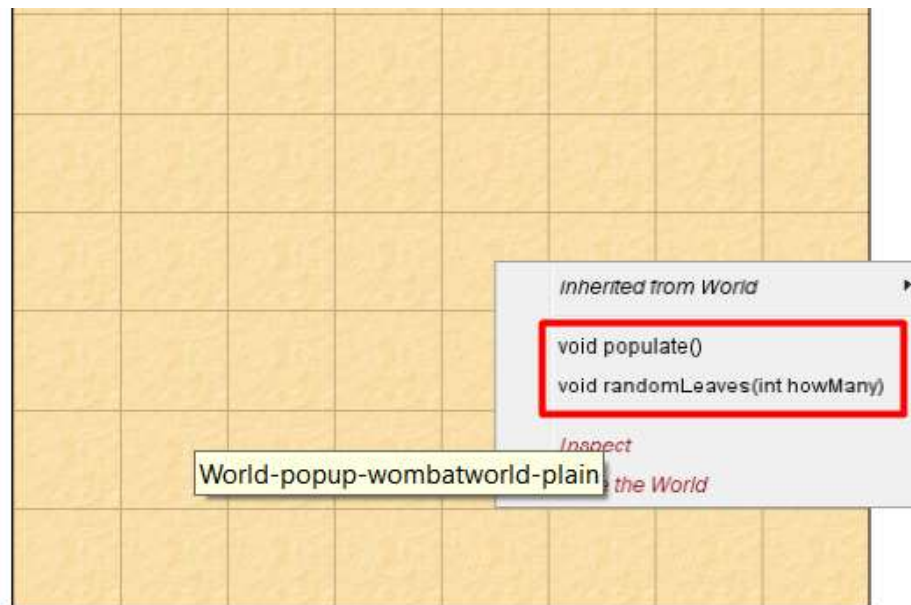 Inherited from World
void populate()
void randomLeaves(int howMany)
Inspect
World-popup-wombatworld-plain
the World